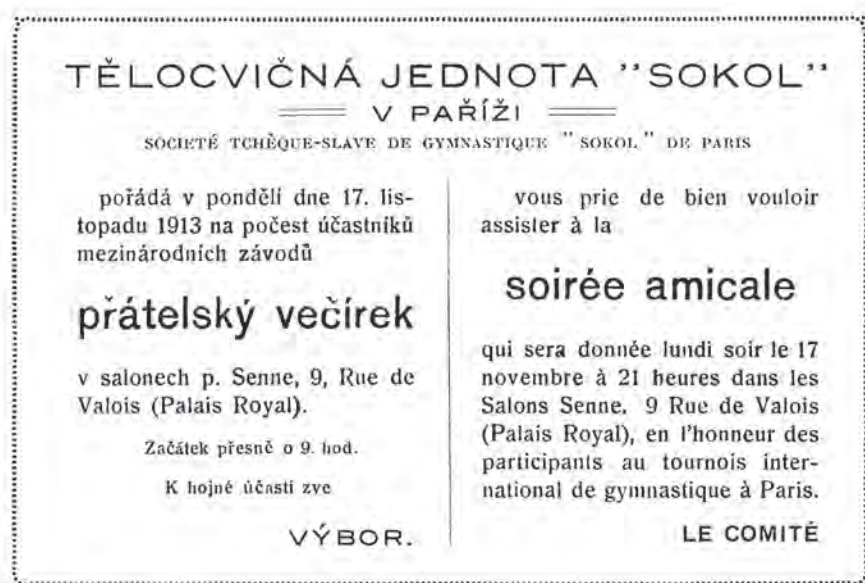 TĚLOCVIČNÁ JEDNOTA "SOKOL"
V PAŘÍŽI
SOCIETÉ TCHÈQUE-SLAVE DE GYMNASTIQUE "SOKOL" DE PARIS
pořádá v pondělí dne 17. lis-
topadu 1913 na počest účastníků
mezinárodních závodů
přátelský večírek
v salonech p. Senne, 9, Rue de
Valois (Palais Royal).
Začátek přesně o 9. hod.
K hojné účasti zve
VÝBOR.
vous prie de bien vouloir
assister à la
soirée amicale
qui sera donnée lundi soir le 17
novembre à 21 heures dans les
Salons Senne. 9 Rue de Valois
(Palais Royal), en l'honneur des
participants au tournois inter-
national de gymnastique à Paris.
LE COMITÉ